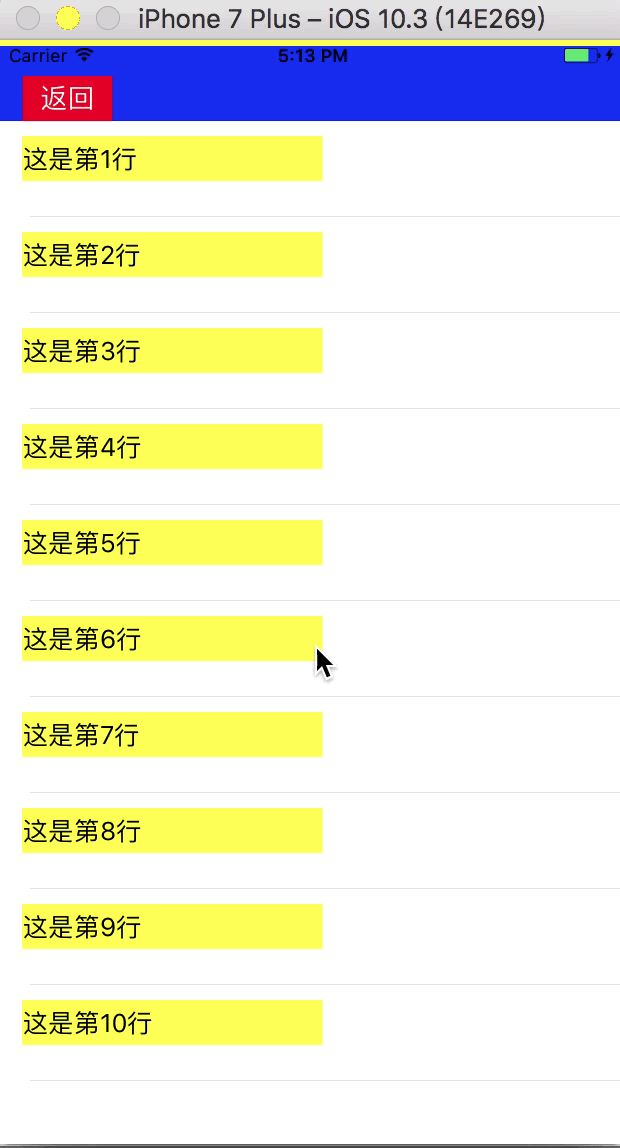 iPhone 7 Plus – iOS 10.3 (14E269)
Carrier 5:13 PM
返回
这是第1行
这是第2行
这是第3行
这是第4行
这是第5行
这是第6行
这是第7行
这是第8行
这是第9行
这是第10行